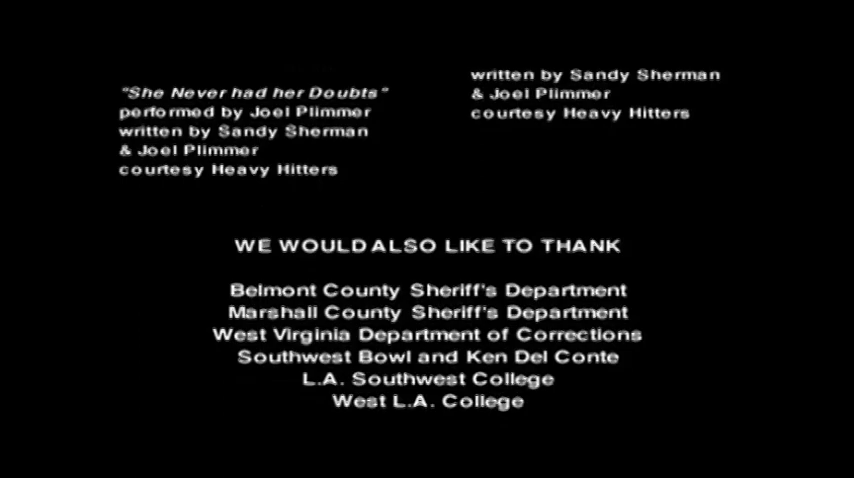 "She Never had her Doubts"
performed by Joel Plimmer
written by Sandy Sherman
& Joel Plimmer
courtesy Heavy Hitters
written by Sandy Sherman
& Joel Plimmer
courtesy Heavy Hitters
WE WOULD ALSO LIKE TO THANK
Belmont County Sheriff's Department
Marshall County Sheriff's Department
West Virginia Department of Corrections
Southwest Bowl and Ken Del Conte
L.A. Southwest College
West L.A. College